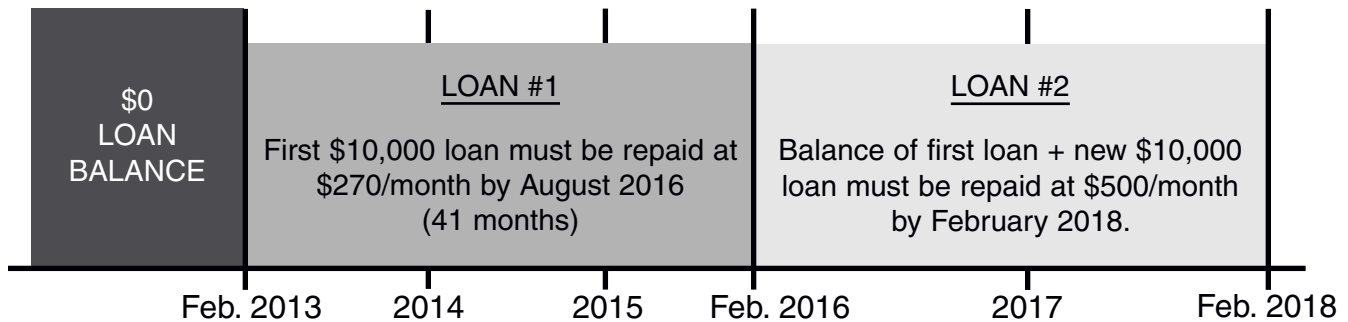 $0
LOAN
BALANCE
LOAN #1
First $10,000 loan must be repaid at
$270/month by August 2016
(41 months)
LOAN #2
Balance of first loan + new $10,000
loan must be repaid at $500/month
by February 2018.
Feb. 2013 2014 2015 Feb. 2016 2017 Feb. 2018